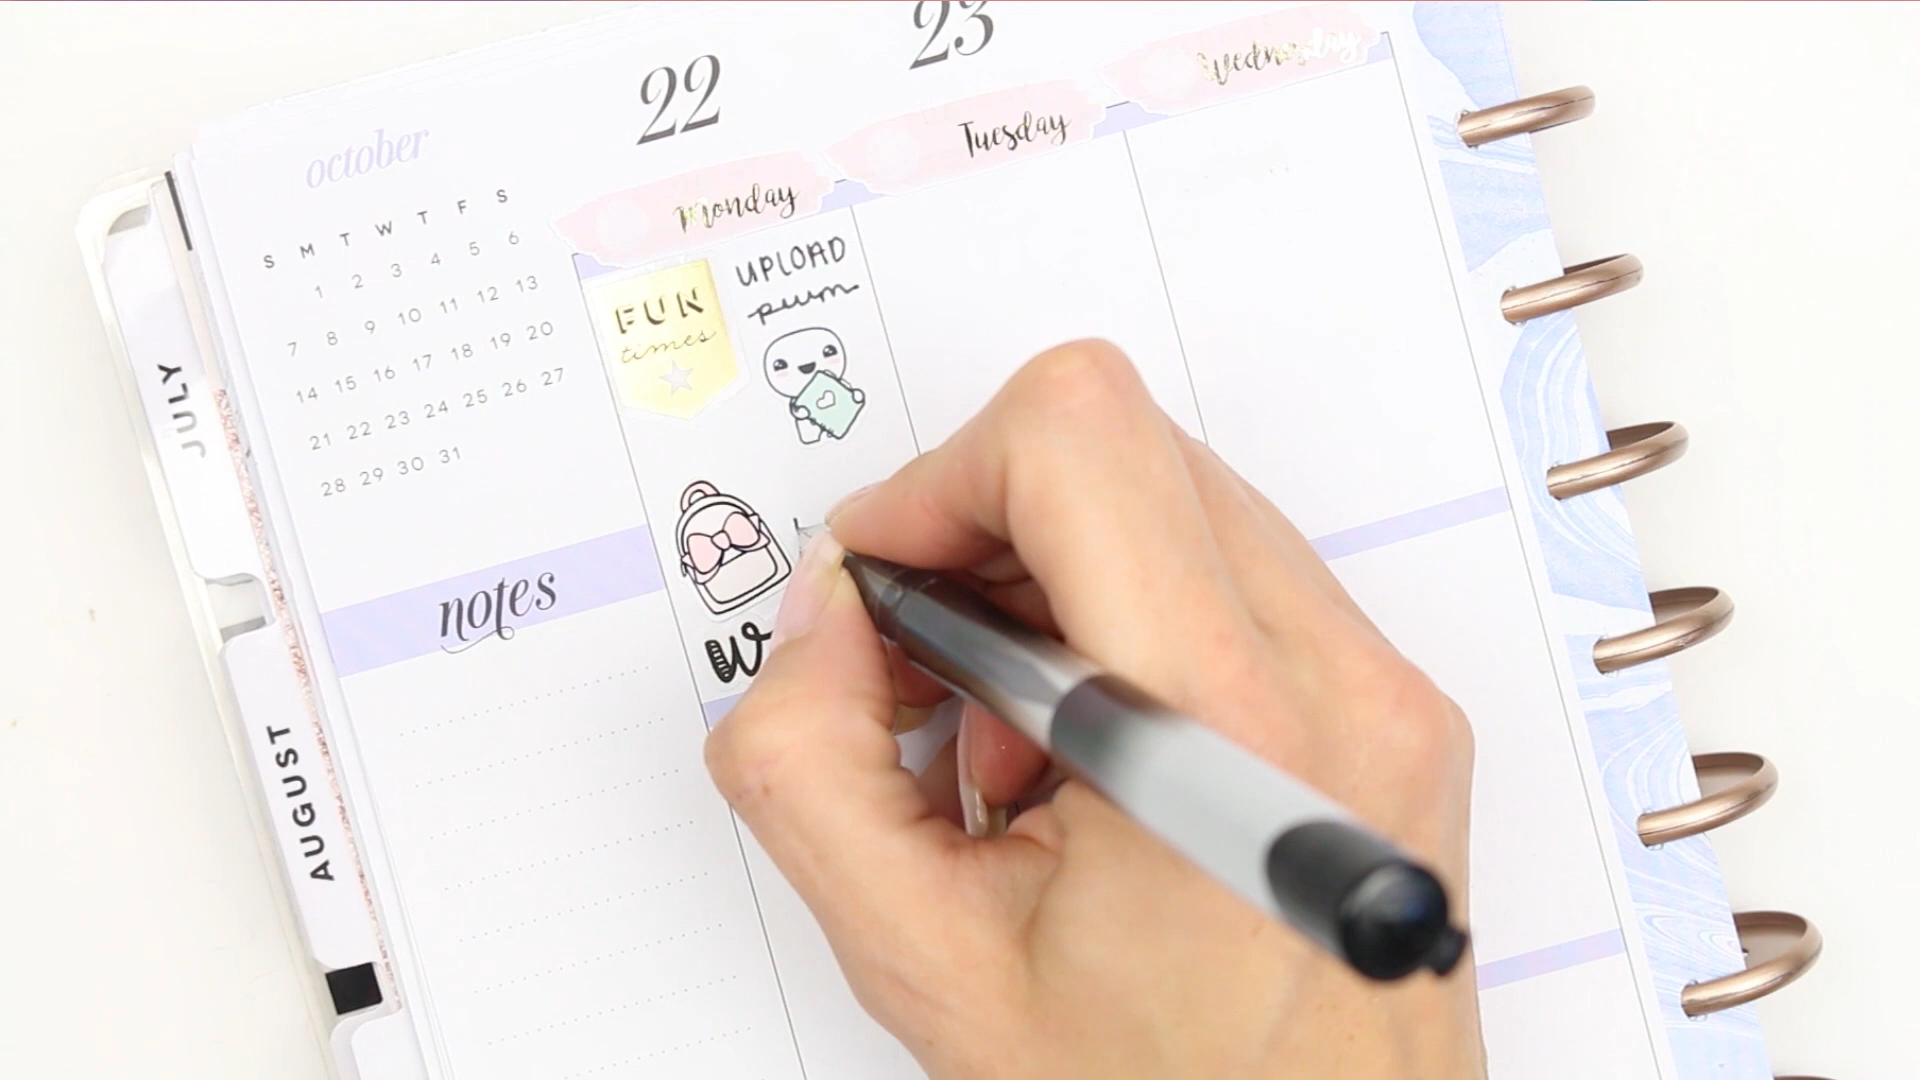 22
23
october
Monday
Tuesday
Wednesday
S M T W T F S
1 2 3 4 5 6
7 8 9 10 11 12 13
14 15 16 17 18 19 20
21 22 23 24 25 26 27
28 29 30 31
FUN
times
UPLOAD
pwm
W
notes
JULY
AUGUST